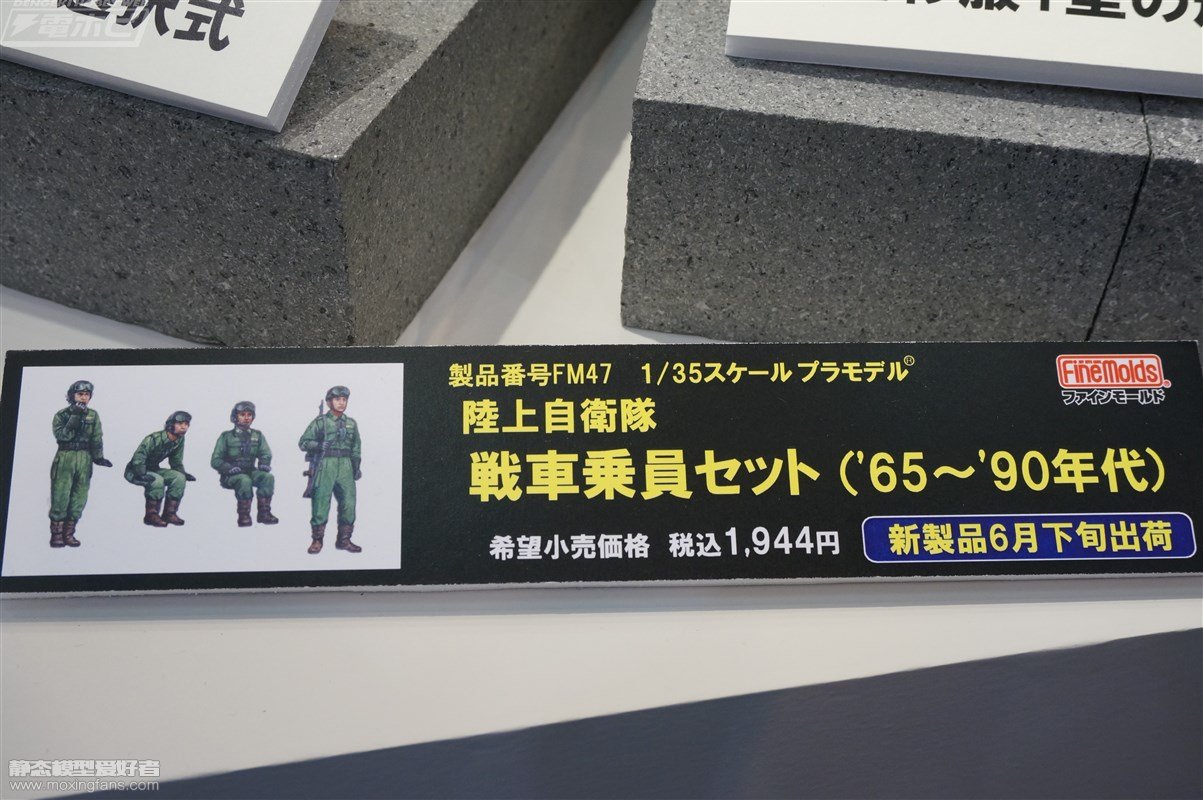 電ホビ
製品番号FM47 1/35スケール プラモデル®
FineMolds®
ファインモールド
陸上自衛隊
戦車乗員セット('65～'90年代)
希望小売価格 税込1,944円
新製品6月下旬出荷
静态模型爱好者
www.moxingfans.com